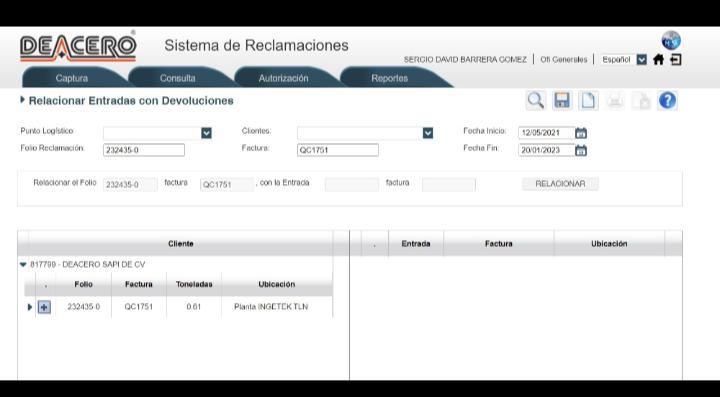 DEACERO
Sistema de Reclamaciones
SERGIO DAVID BARRERA GOMEZ | Ofi Generales | Español
Captura Consulta Autorización Reportes
Relacionar Entradas con Devoluciones
Punto Logístico: Clientes: Fecha Inicio: 12/05/2021
Folio Reclamación: 232435-0 Factura: QC1751 Fecha Fin: 20/01/2023
Relacionar el Folio 232435-0 factura QC1751 , con la Entrada factura RELACIONAR
Cliente . Entrada Factura Ubicación
817799 - DEACERO SAPI DE CV
. Folio Factura Toneladas Ubicación
232435-0 QC1751 0.61 Planta INGETEK TLN